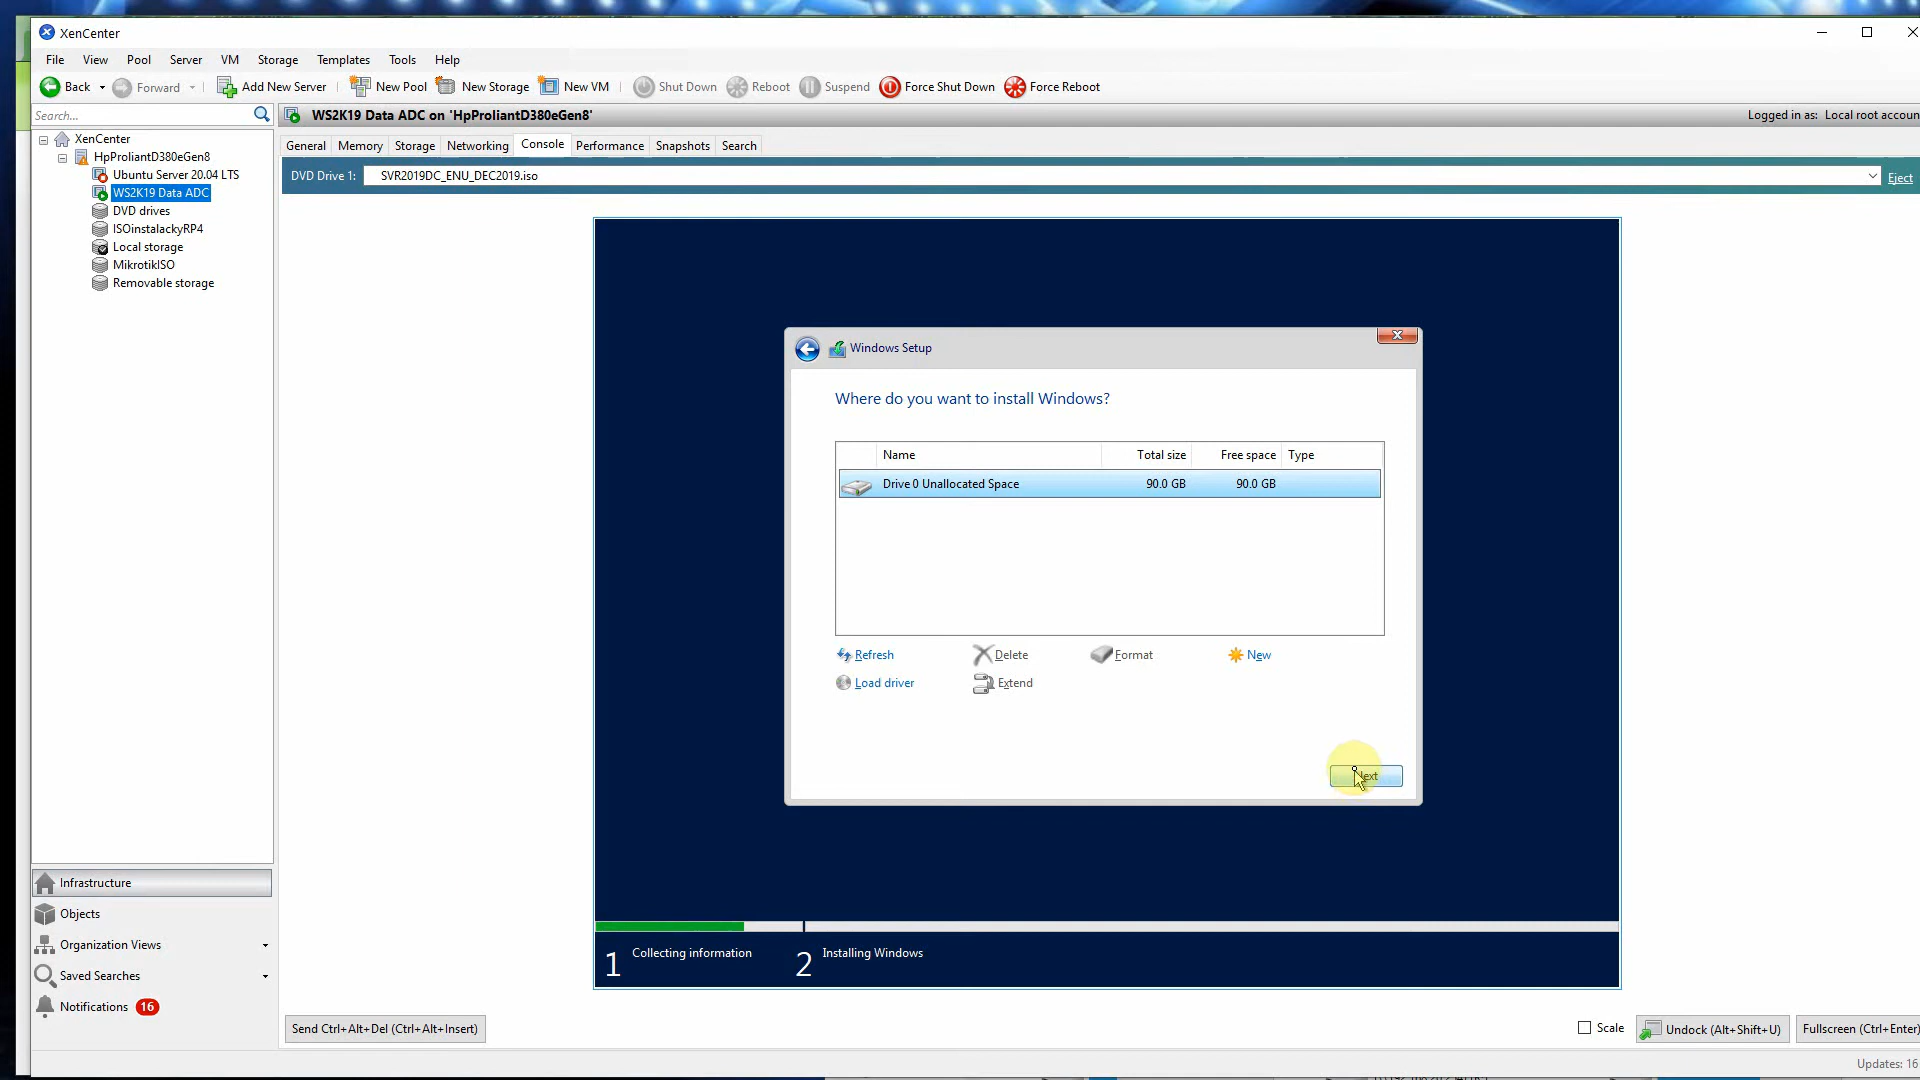 XenCenter
File View Pool Server VM Storage Templates Tools Help
Back Forward Add New Server New Pool New Storage New VM Shut Down Reboot Suspend Force Shut Down Force Reboot
Search... WS2K19 Data ADC on 'HpProliantD380eGen8' Logged in as: Local root accoun
XenCenter
HpProliantD380eGen8
Ubuntu Server 20.04 LTS
WS2K19 Data ADC
DVD drives
ISOinstalackyRP4
Local storage
MikrotikISO
Removable storage
General Memory Storage Networking Console Performance Snapshots Search
DVD Drive 1: SVR2019DC_ENU_DEC2019.iso Eject
Windows Setup
Where do you want to install Windows?
Name Total size Free space Type
Drive 0 Unallocated Space 90.0 GB 90.0 GB
Refresh Delete Format New
Load driver Extend
Next
1 Collecting information 2 Installing Windows
Infrastructure
Objects
Organization Views
Saved Searches
Notifications 16
Send Ctrl+Alt+Del (Ctrl+Alt+Insert) Scale Undock (Alt+Shift+U) Fullscreen (Ctrl+Enter)
Updates: 16